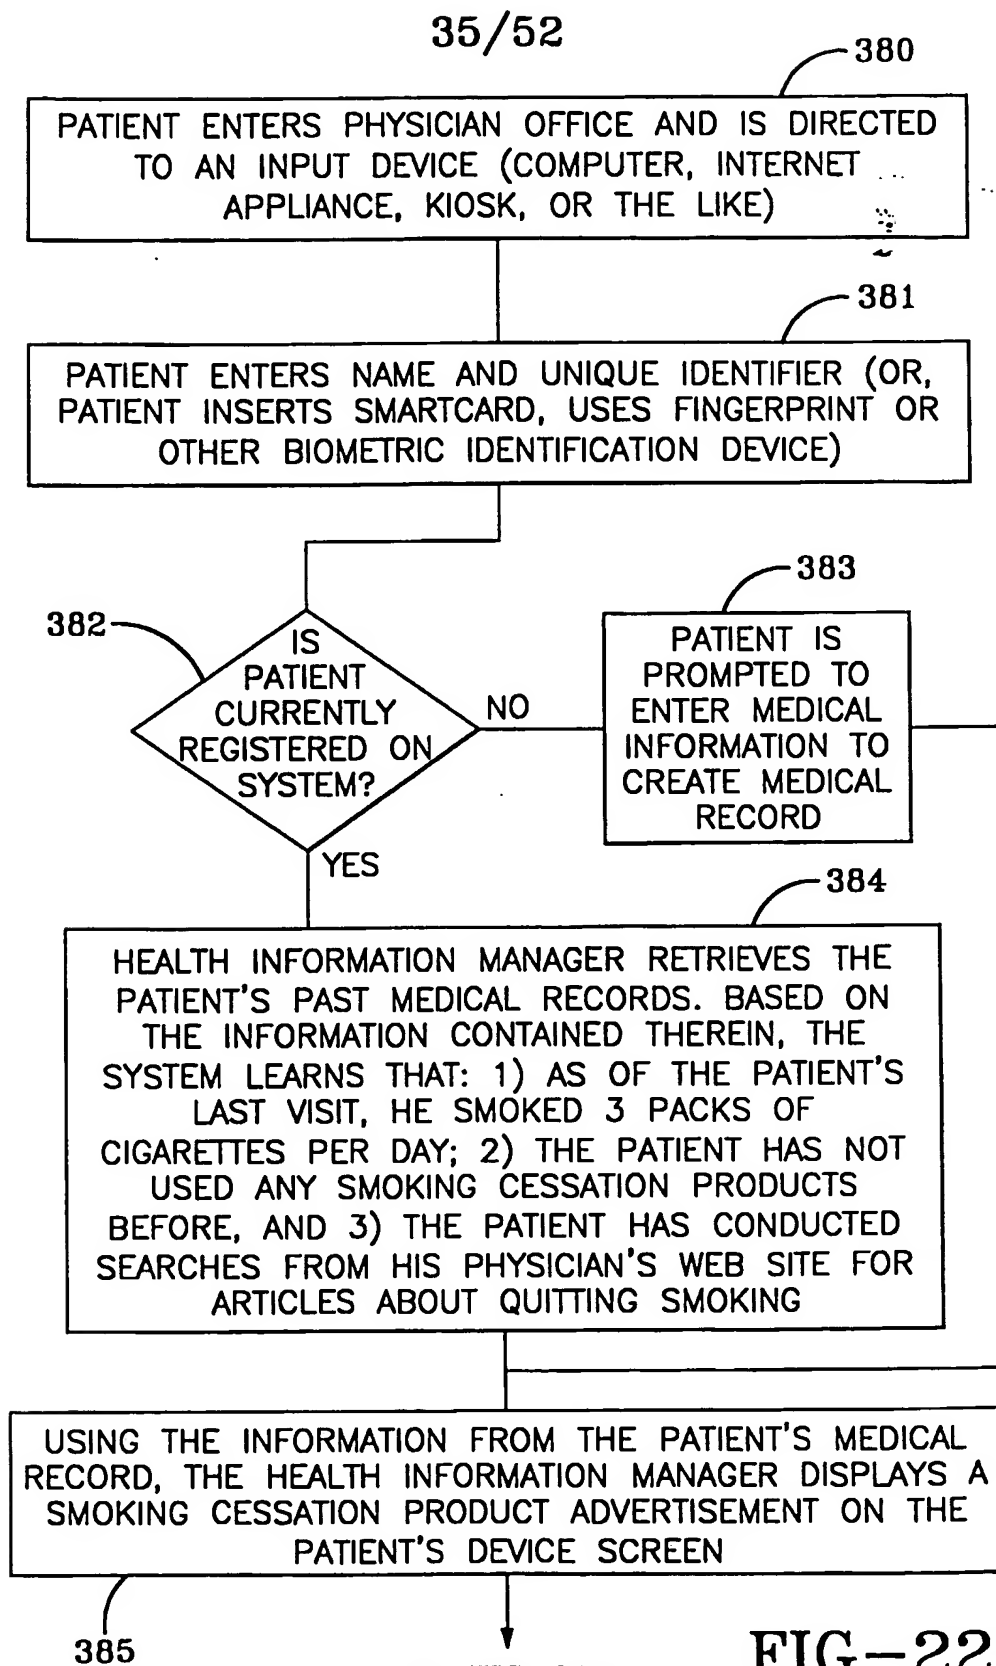 35/52
380
PATIENT ENTERS PHYSICIAN OFFICE AND IS DIRECTED
TO AN INPUT DEVICE (COMPUTER, INTERNET
APPLIANCE, KIOSK, OR THE LIKE)
381
PATIENT ENTERS NAME AND UNIQUE IDENTIFIER (OR,
PATIENT INSERTS SMARTCARD, USES FINGERPRINT OR
OTHER BIOMETRIC IDENTIFICATION DEVICE)
382
IS
PATIENT
CURRENTLY
REGISTERED ON
SYSTEM?
NO
383
PATIENT IS
PROMPTED TO
ENTER MEDICAL
INFORMATION TO
CREATE MEDICAL
RECORD
YES
384
HEALTH INFORMATION MANAGER RETRIEVES THE
PATIENT'S PAST MEDICAL RECORDS. BASED ON
THE INFORMATION CONTAINED THEREIN, THE
SYSTEM LEARNS THAT: 1) AS OF THE PATIENT'S
LAST VISIT, HE SMOKED 3 PACKS OF
CIGARETTES PER DAY; 2) THE PATIENT HAS NOT
USED ANY SMOKING CESSATION PRODUCTS
BEFORE, AND 3) THE PATIENT HAS CONDUCTED
SEARCHES FROM HIS PHYSICIAN'S WEB SITE FOR
ARTICLES ABOUT QUITTING SMOKING
USING THE INFORMATION FROM THE PATIENT'S MEDICAL
RECORD, THE HEALTH INFORMATION MANAGER DISPLAYS A
SMOKING CESSATION PRODUCT ADVERTISEMENT ON THE
PATIENT'S DEVICE SCREEN
385
FIG-22